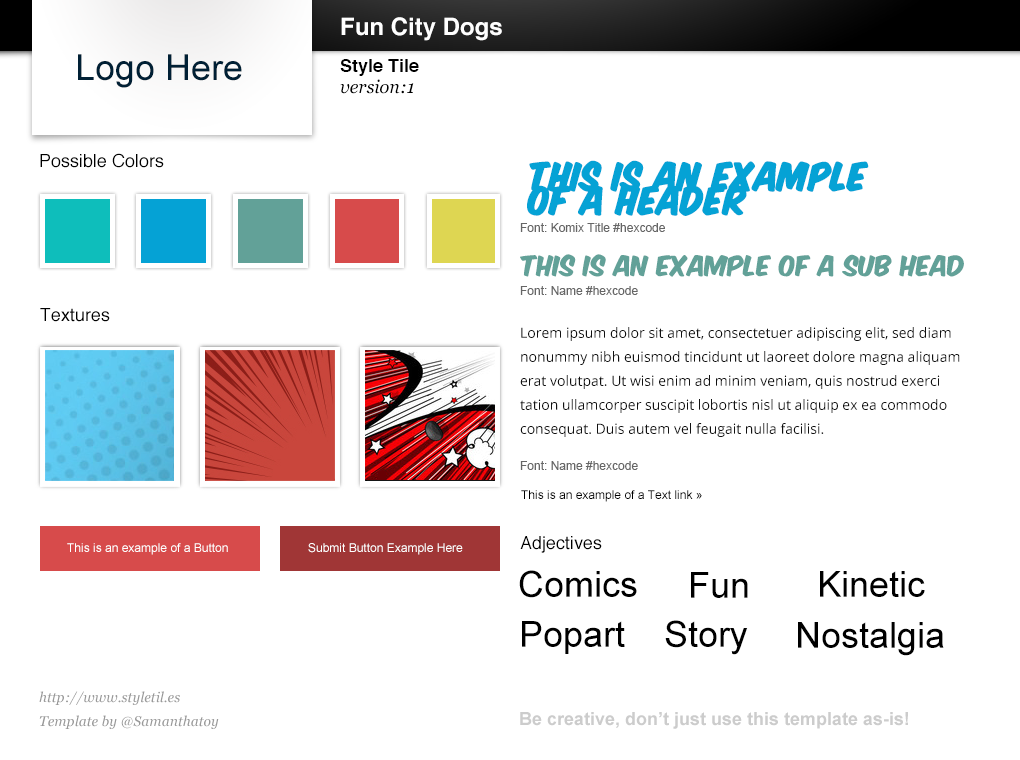 Fun City Dogs
Logo Here
Style Tile
version:1
Possible Colors
Textures
This is an example of a Button
Submit Button Example Here
http://www.styletil.es
Template by @Samanthatoy
THIS IS AN EXAMPLE
OF A HEADER
Font: Komix Title #hexcode
THIS IS AN EXAMPLE OF A SUB HEAD
Font: Name #hexcode
Lorem ipsum dolor sit amet, consectetuer adipiscing elit, sed diam
nonummy nibh euismod tincidunt ut laoreet dolore magna aliquam
erat volutpat. Ut wisi enim ad minim veniam, quis nostrud exerci
tation ullamcorper suscipit lobortis nisl ut aliquip ex ea commodo
consequat. Duis autem vel feugait nulla facilisi.
Font: Name #hexcode
This is an example of a Text link »
Adjectives
Comics Fun Kinetic
Popart Story Nostalgia
Be creative, don’t just use this template as-is!